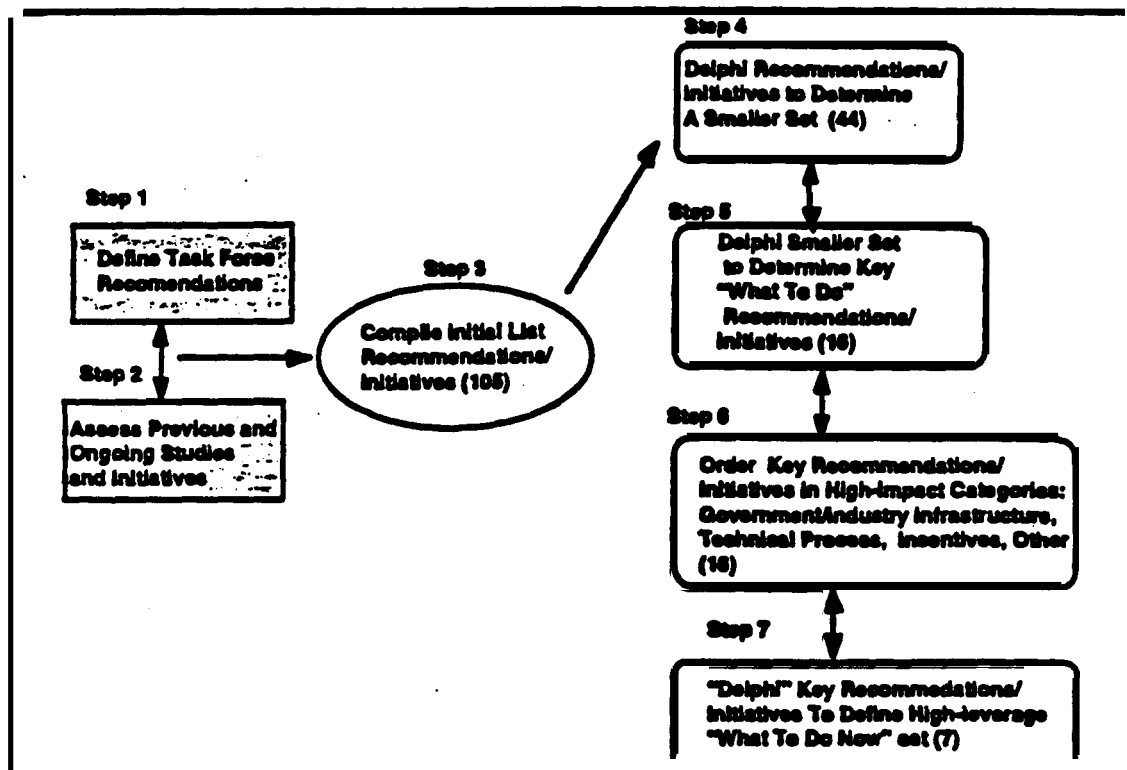 Step 1
Define Task Force
Recomendations
Step 2
Assess Previous and
Ongoing Studies
and Initiatives
Step 3
Compile Initial List
Recommendations/
Initiatives (105)
Step 4
Delphi Recommendations/
Initiatives to Determine
A Smaller Set (44)
Step 5
Delphi Smaller Set
to Determine Key
"What To Do"
Recommendations/
Initiatives (16)
Step 6
Order Key Recommendations/
Initiatives in High-Impact Categories:
Government/Industry Infrastructure,
Technical Process, Incentives, Other
(16)
Step 7
"Delphi" Key Recommedations/
Initiatives To Define High-leverage
"What To Do Now" set (7)